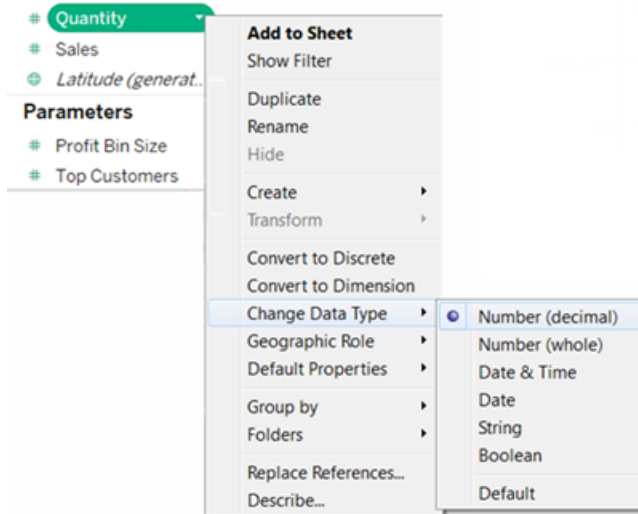 # Quantity
# Sales
Latitude (generat..
Parameters
# Profit Bin Size
# Top Customers
Add to Sheet
Show Filter
Duplicate
Rename
Hide
Create
Transform
Convert to Discrete
Convert to Dimension
Change Data Type
Geographic Role
Default Properties
Group by
Folders
Replace References...
Describe...
Number (decimal)
Number (whole)
Date & Time
Date
String
Boolean
Default